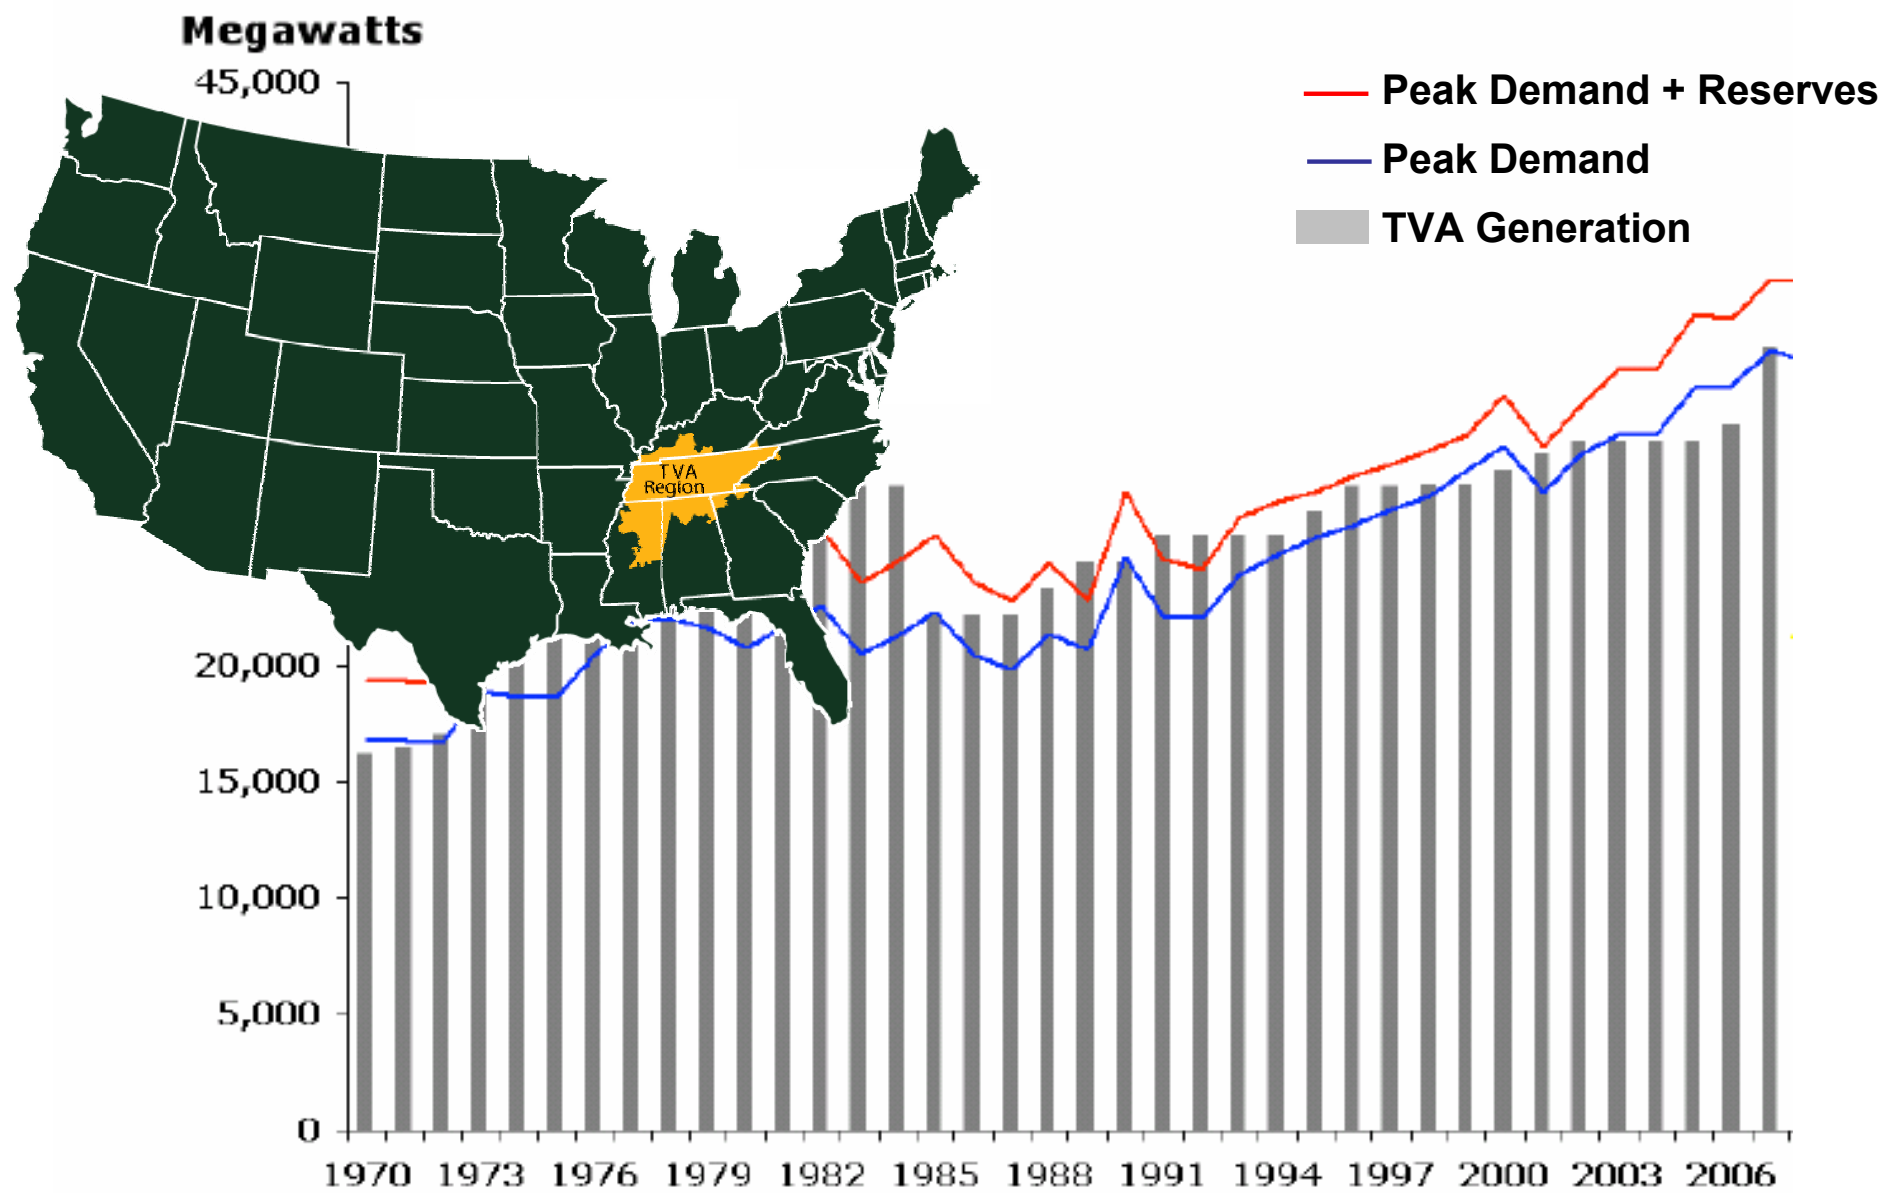 Megawatts
45,000
Peak Demand + Reserves
Peak Demand
TVA Generation
TVA
Region
20,000
15,000
10,000
5,000
0
1970 1973 1976 1979 1982 1985 1988 1991 1994 1997 2000 2003 2006